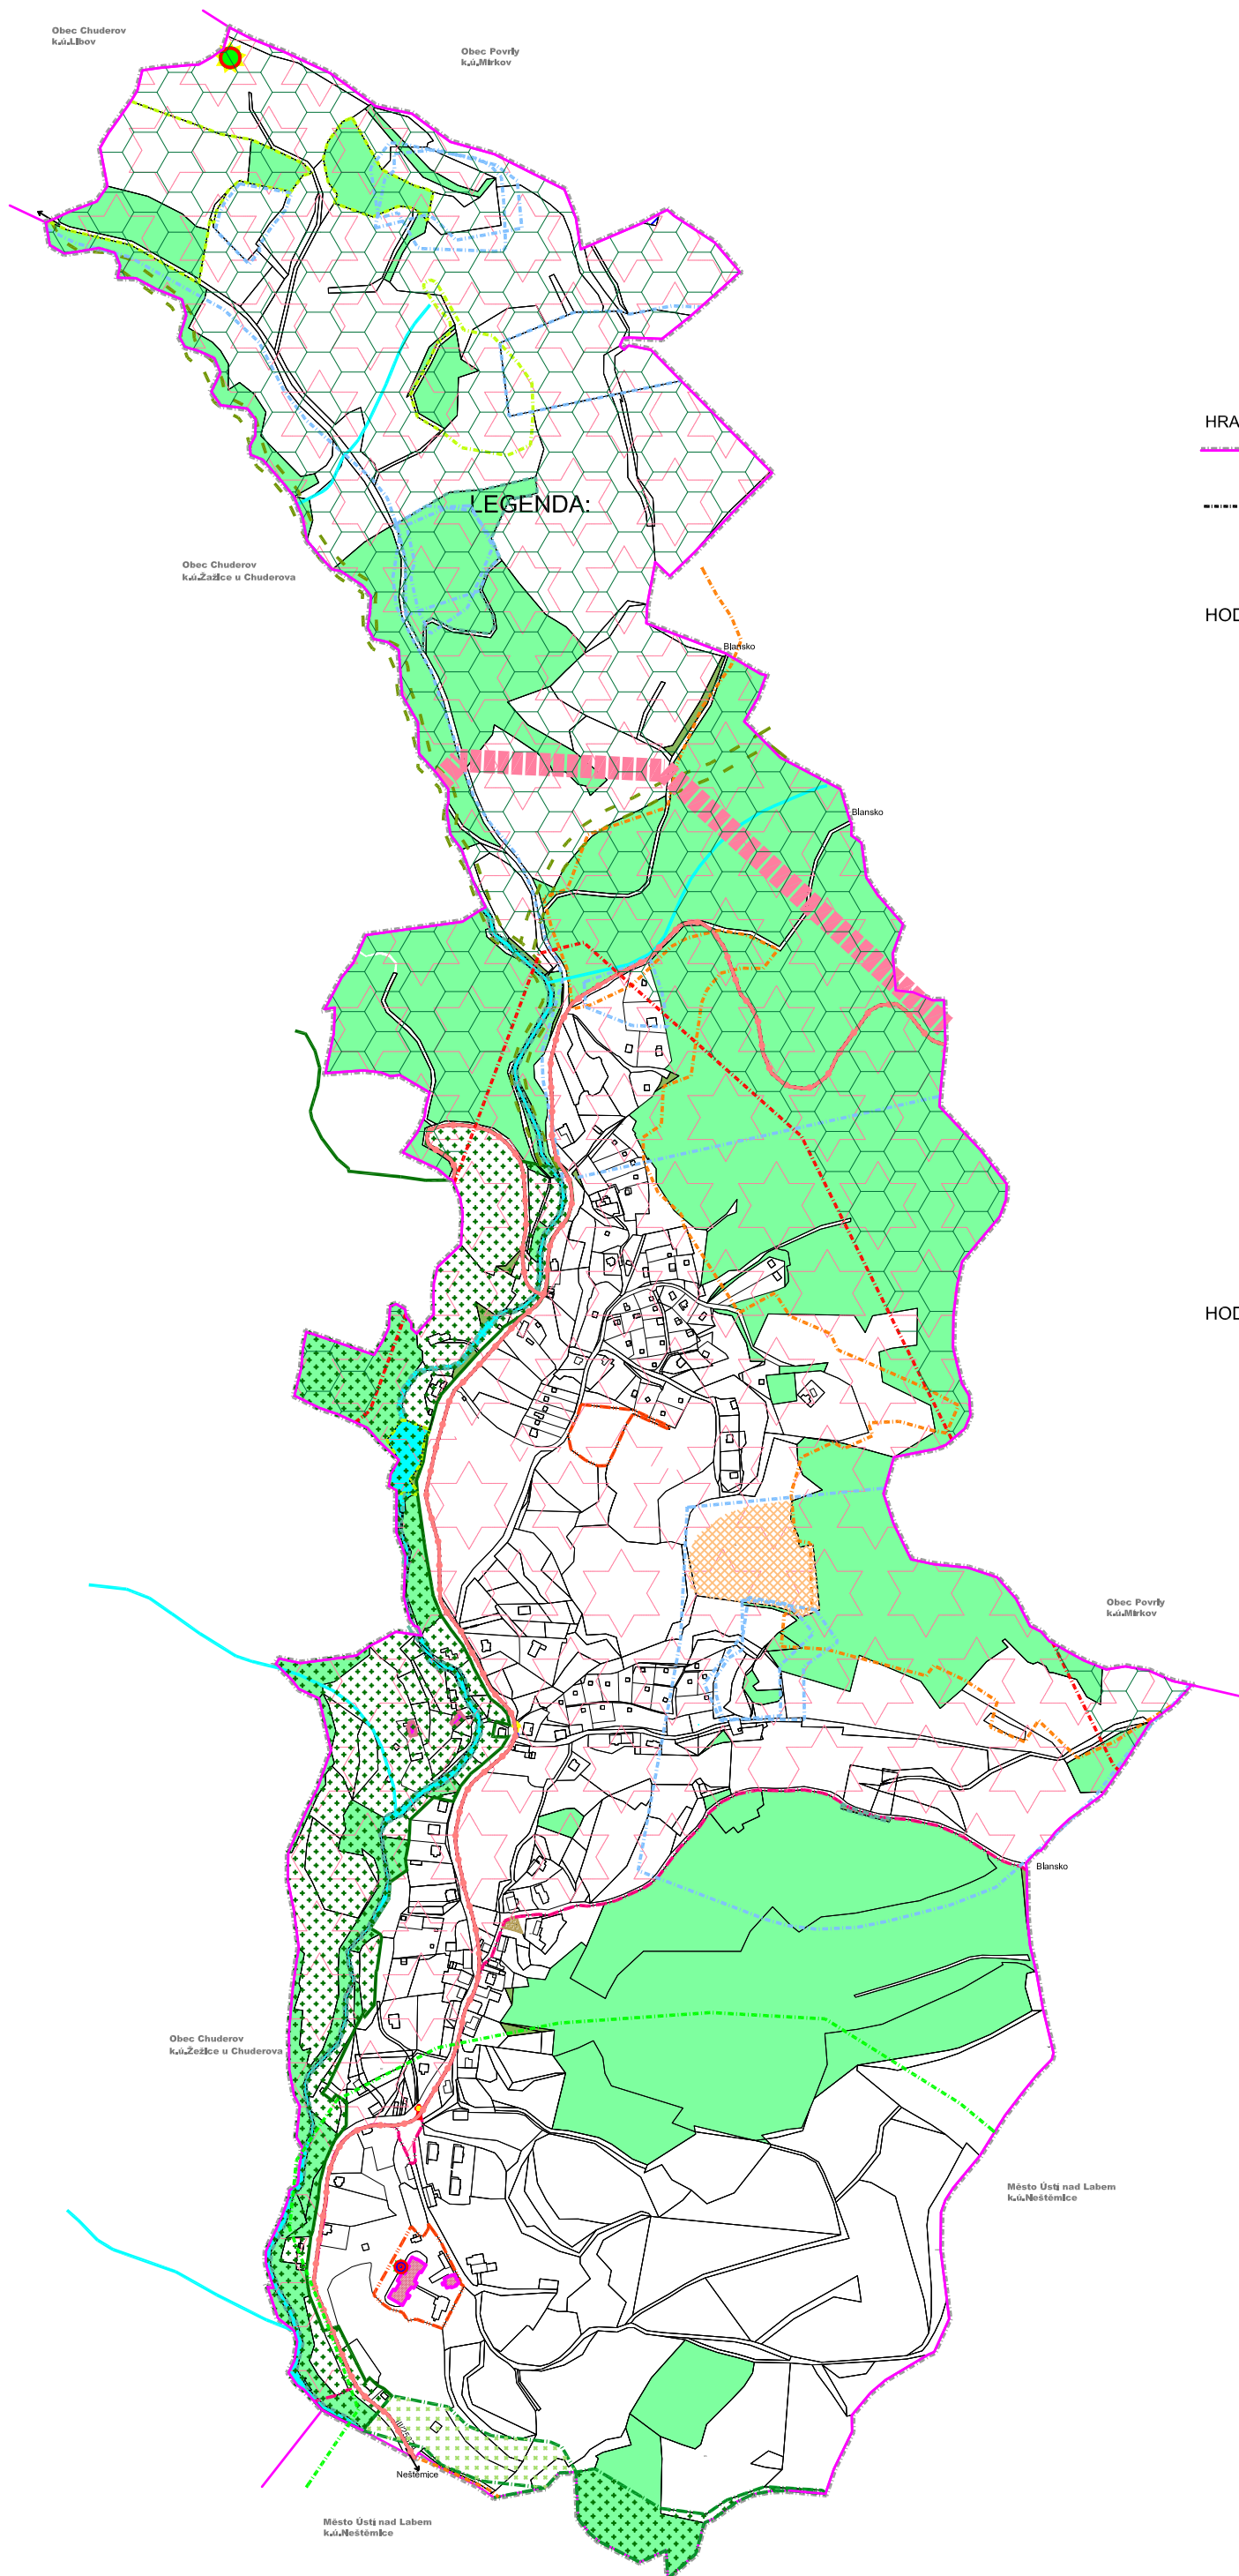 Obec Chuderov
k.ú.Libov
Obec Povrly
k.ú.Mírkov
HRA
LEGENDA:
Obec Chuderov
k.ú.Žažice u Chuderova
HOD
Blansko
Blansko
HOD
Obec Povrly
k.ú.Mírkov
Blansko
Obec Chuderov
k.ú.Žežice u Chuderova
Město Ústí nad Labem
k.ú.Neštěmice
Neštěmice
Město Ústí nad Labem
k.ú.Neštěmice